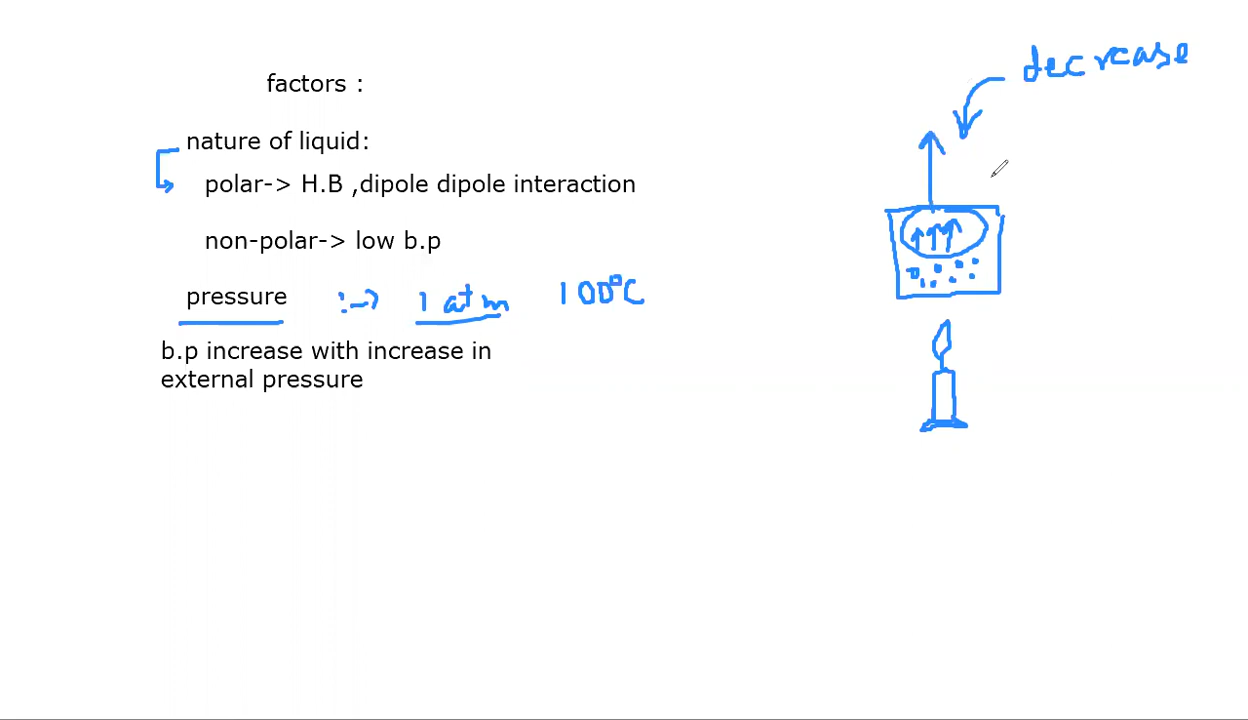 decrease
factors :
nature of liquid:
polar-> H.B ,dipole dipole interaction
non-polar-> low b.p
pressure :-> 1 atm 100°C
b.p increase with increase in
external pressure